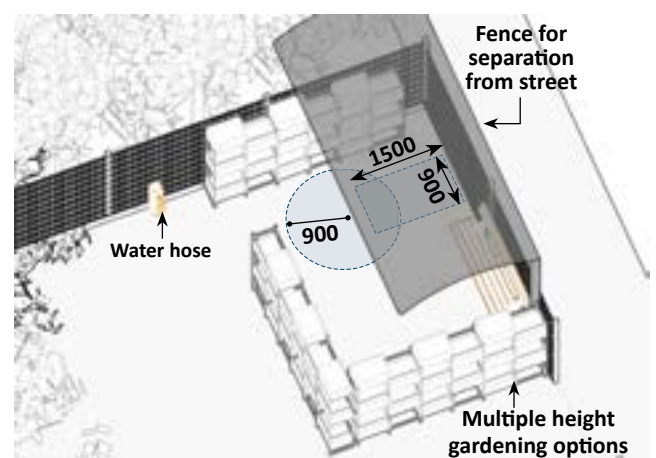 Fence for
separation
from street
1500
900
900
Water hose
Multiple height
gardening options